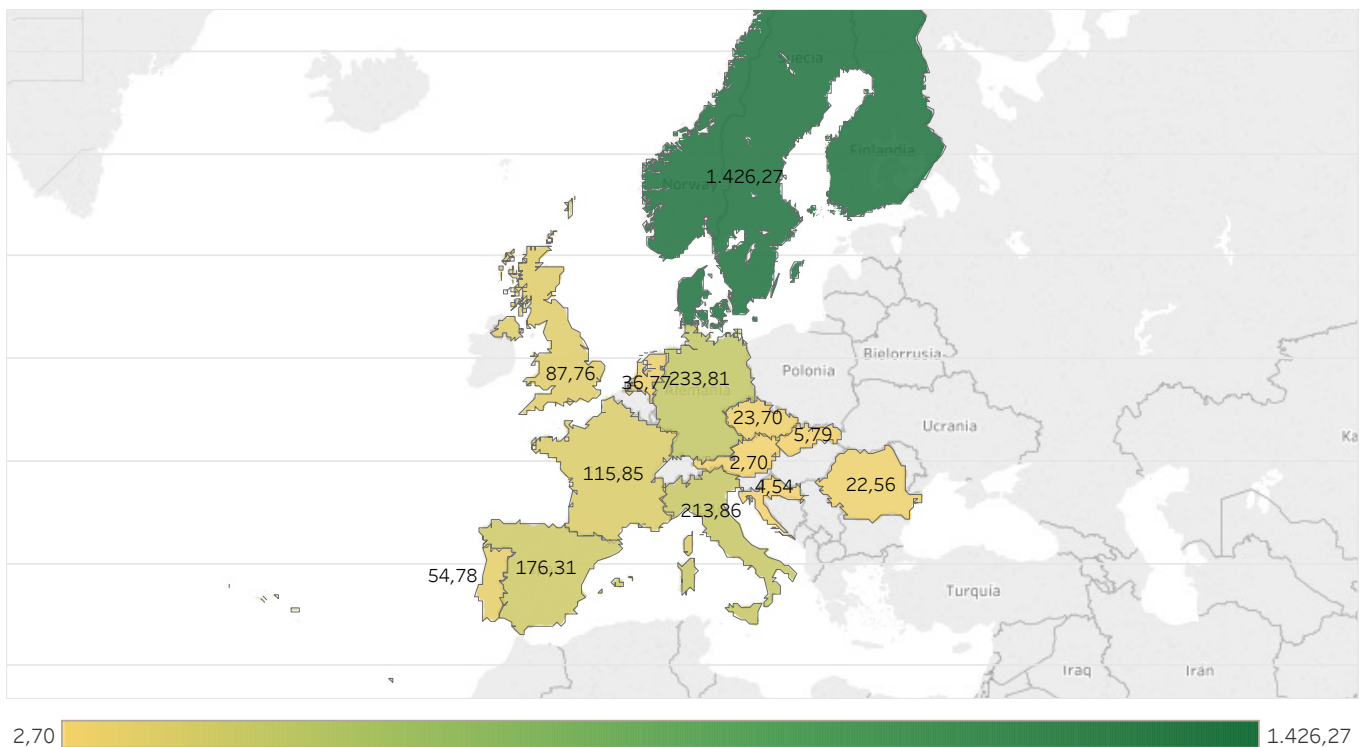 Suecia
Finlandia
Norway
1.426,27
87,76
36,77
233,81
Alemania
Polonia
Bielorrusia
23,70
5,79
Ucrania
Ka
115,85
2,70
4,54
22,56
213,86
54,78
176,31
Turquía
Iraq
Irán
2,70
1.426,27